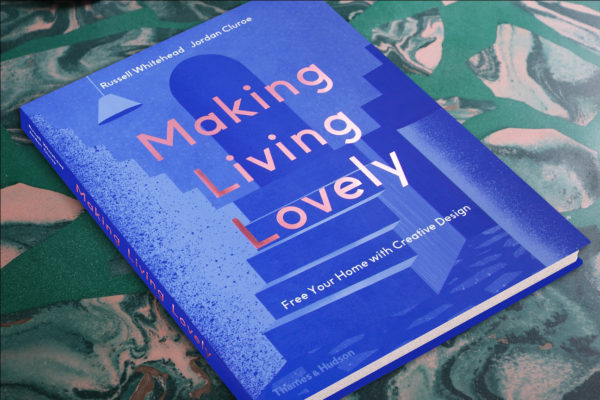 Russell Whitehead Jordan Cluroe
Making
Living
Lovely
Free Your Home with Creative Design
Thames & Hudson
Making Living Lovely